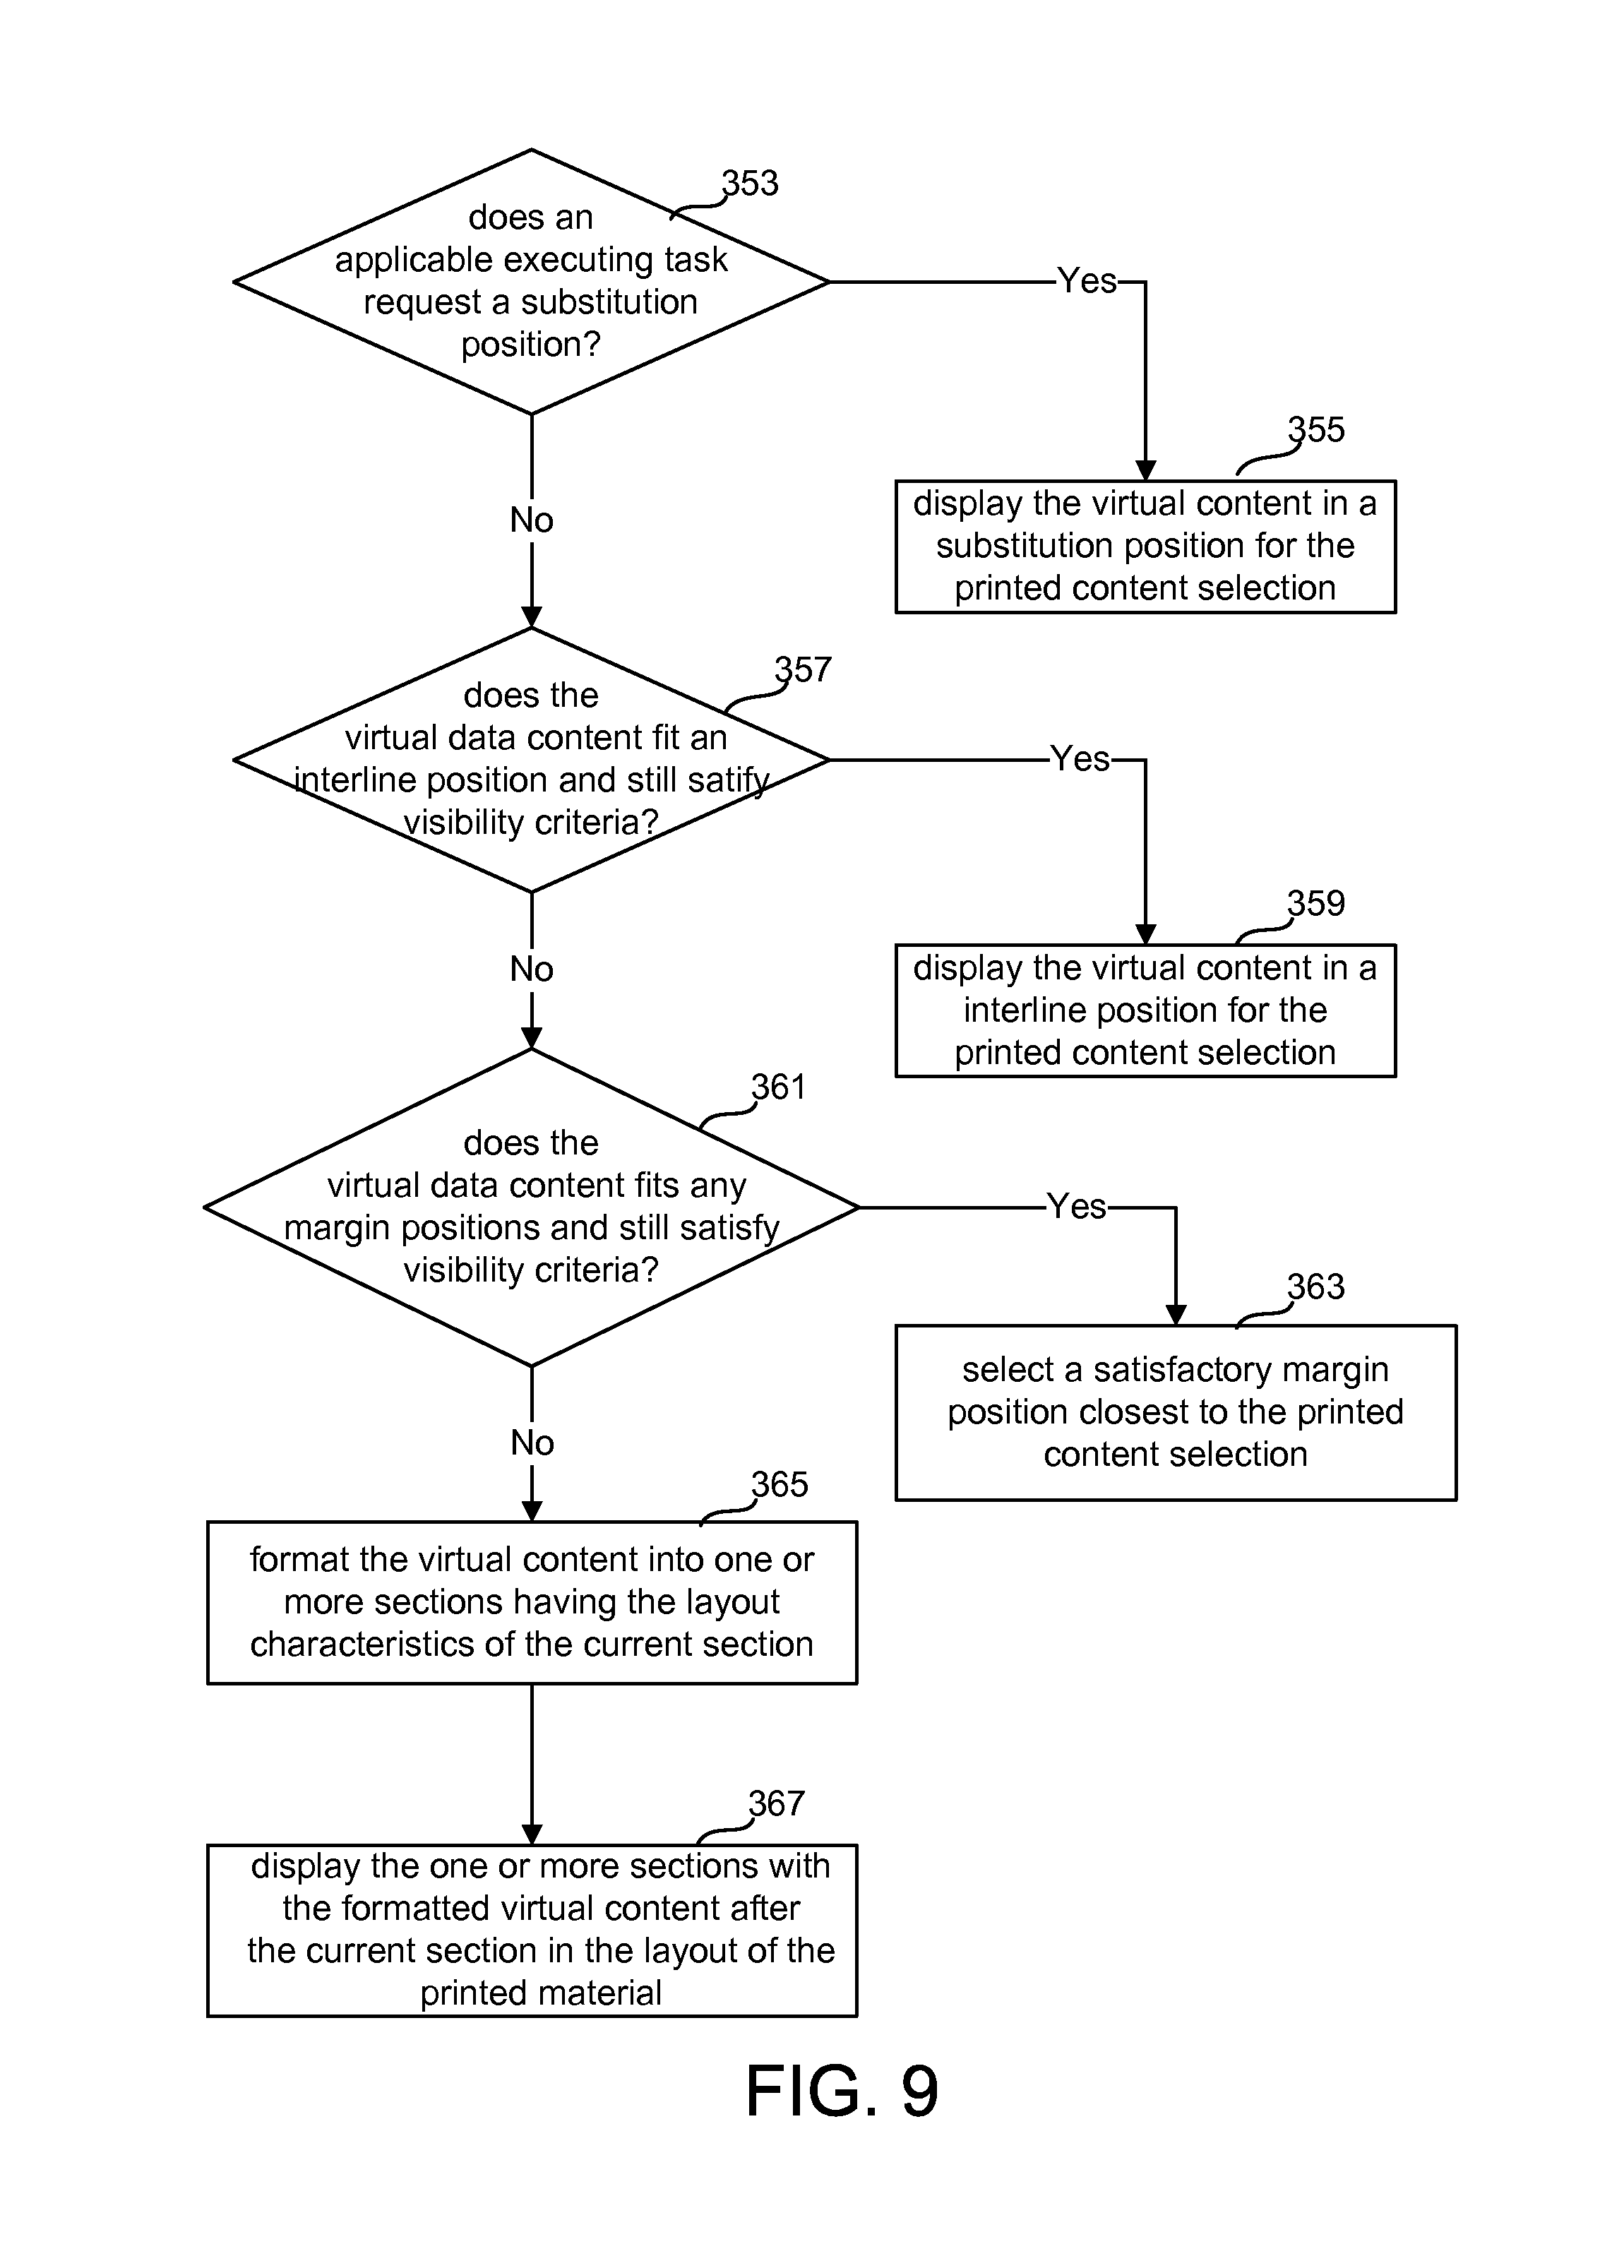 353
does an
applicable executing task
request a substitution
position?
Yes
355
display the virtual content in a
substitution position for the
printed content selection
No
357
does the
virtual data content fit an
interline position and still satify
visibility criteria?
Yes
359
display the virtual content in a
interline position for the
printed content selection
No
361
does the
virtual data content fits any
margin positions and still satisfy
visibility criteria?
Yes
363
select a satisfactory margin
position closest to the printed
content selection
No
365
format the virtual content into one or
more sections having the layout
characteristics of the current section
367
display the one or more sections with
the formatted virtual content after
the current section in the layout of the
printed material
FIG. 9